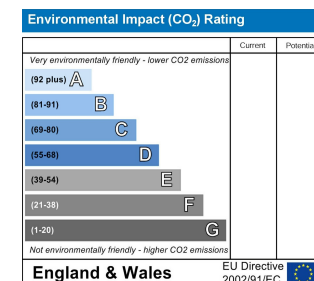 Environmental Impact (CO₂) Rating
Current Potentia
Very environmentally friendly - lower CO2 emissions
(92 plus) A
(81-91) B
(69-80) C
(55-68) D
(39-54) E
(21-38) F
(1-20) G
Not environmentally friendly - higher CO2 emissions
England & Wales
EU Directive
2002/91/EC